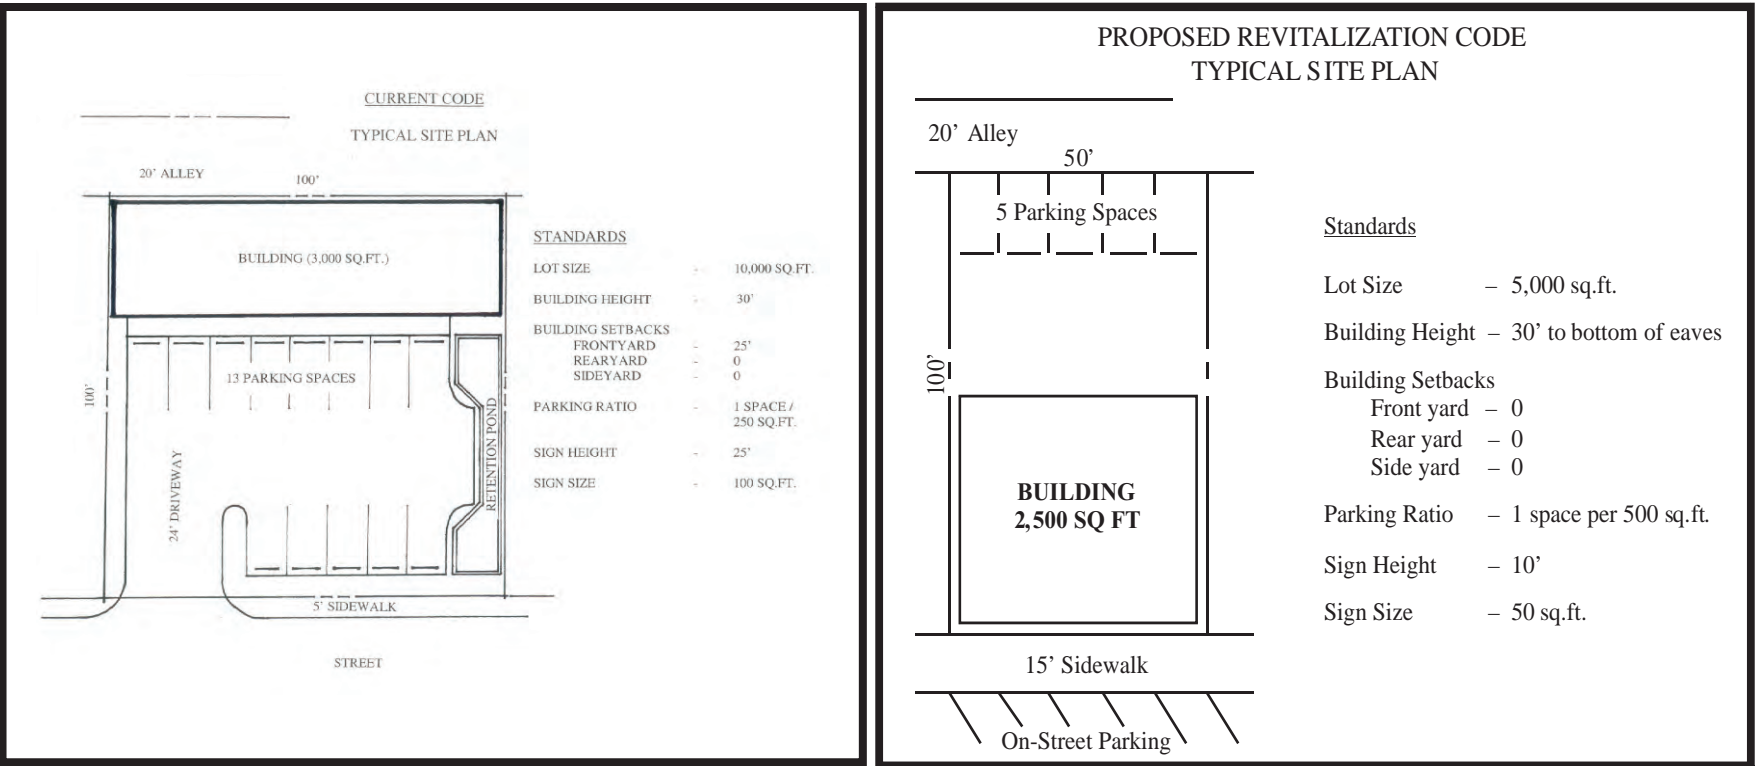 CURRENT CODE
TYPICAL SITE PLAN
20' ALLEY
100'
BUILDING (3,000 SQ.FT.)
13 PARKING SPACES
100'
24' DRIVEWAY
RETENTION POND
5' SIDEWALK
STREET
STANDARDS
LOT SIZE - 10,000 SQ.FT.
BUILDING HEIGHT - 30'
BUILDING SETBACKS
FRONTYARD - 25'
REARYARD - 0
SIDEYARD - 0
PARKING RATIO - 1 SPACE /
250 SQ.FT.
SIGN HEIGHT - 25'
SIGN SIZE - 100 SQ.FT.
PROPOSED REVITALIZATION CODE
TYPICAL SITE PLAN
20’ Alley
50’
5 Parking Spaces
100’
BUILDING
2,500 SQ FT
15’ Sidewalk
On-Street Parking
Standards
Lot Size – 5,000 sq.ft.
Building Height – 30’ to bottom of eaves
Building Setbacks
Front yard – 0
Rear yard – 0
Side yard – 0
Parking Ratio – 1 space per 500 sq.ft.
Sign Height – 10’
Sign Size – 50 sq.ft.